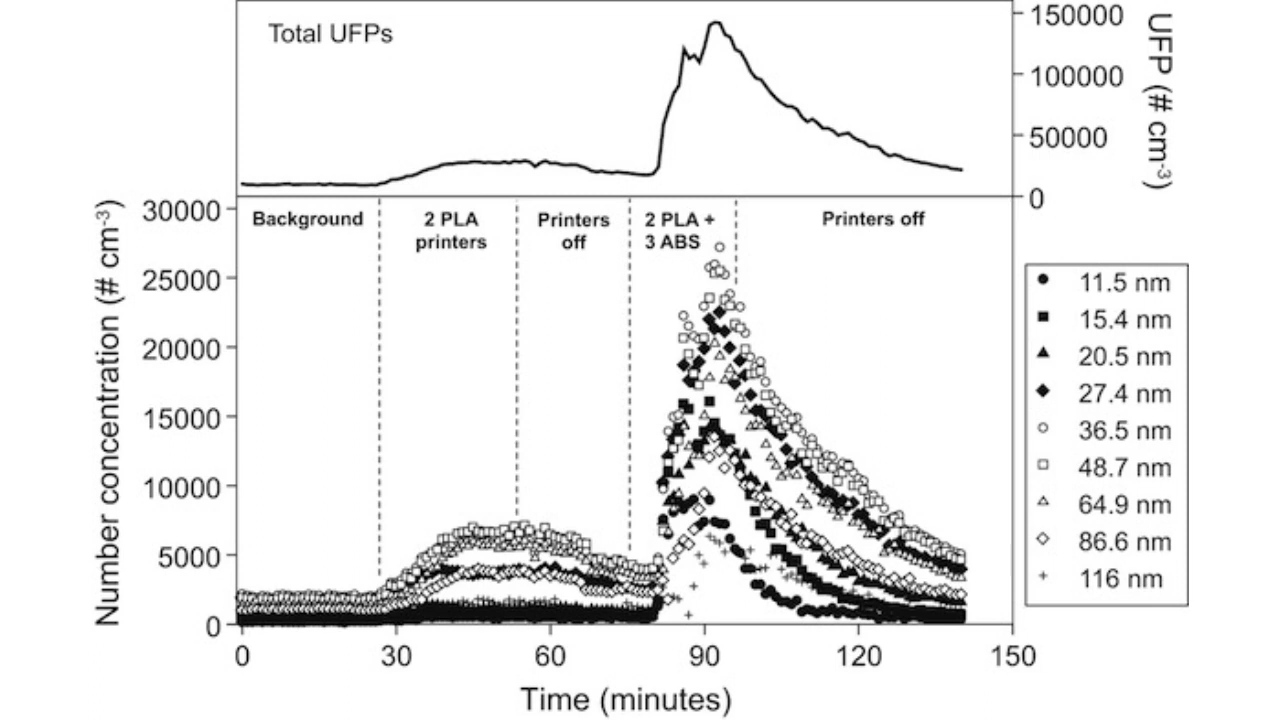 Total UFPs
150000
100000
50000
0
UFP (# cm-3)
30000
25000
20000
15000
10000
5000
0
Number concentration (# cm-3)
Background
2 PLA
printers
Printers
off
2 PLA +
3 ABS
Printers off
11.5 nm
15.4 nm
20.5 nm
27.4 nm
36.5 nm
48.7 nm
64.9 nm
86.6 nm
116 nm
0 30 60 90 120 150
Time (minutes)